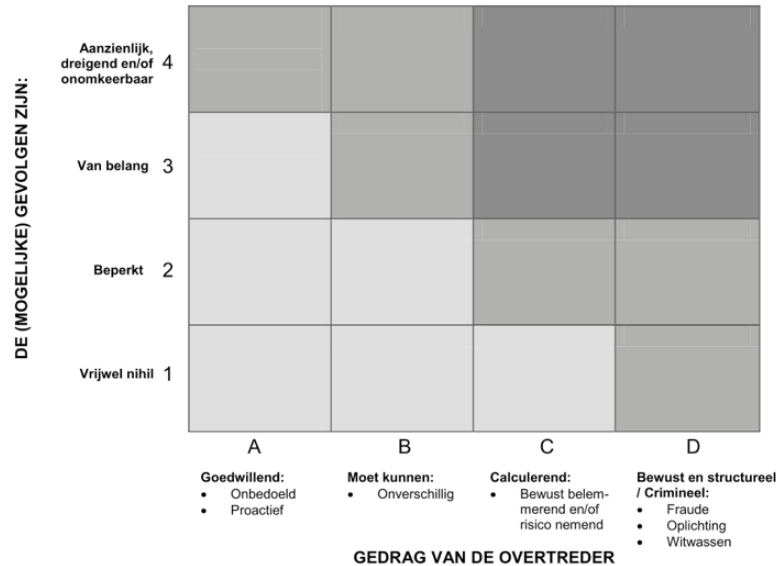 DE (MOGELIJKE) GEVOLGEN ZIJN:
Aanzienlijk,
dreigend en/of
onomkeerbaar
4
Van belang
3
Beperkt
2
Vrijwel nihil
1
A
B
C
D
Goedwillend:
• Onbedoeld
• Proactief
Moet kunnen:
• Onverschillig
Calculerend:
• Bewust belem-
merend en/of
risico nemend
Bewust en structureel
/ Crimineel:
• Fraude
• Oplichting
• Witwassen
GEDRAG VAN DE OVERTREDER